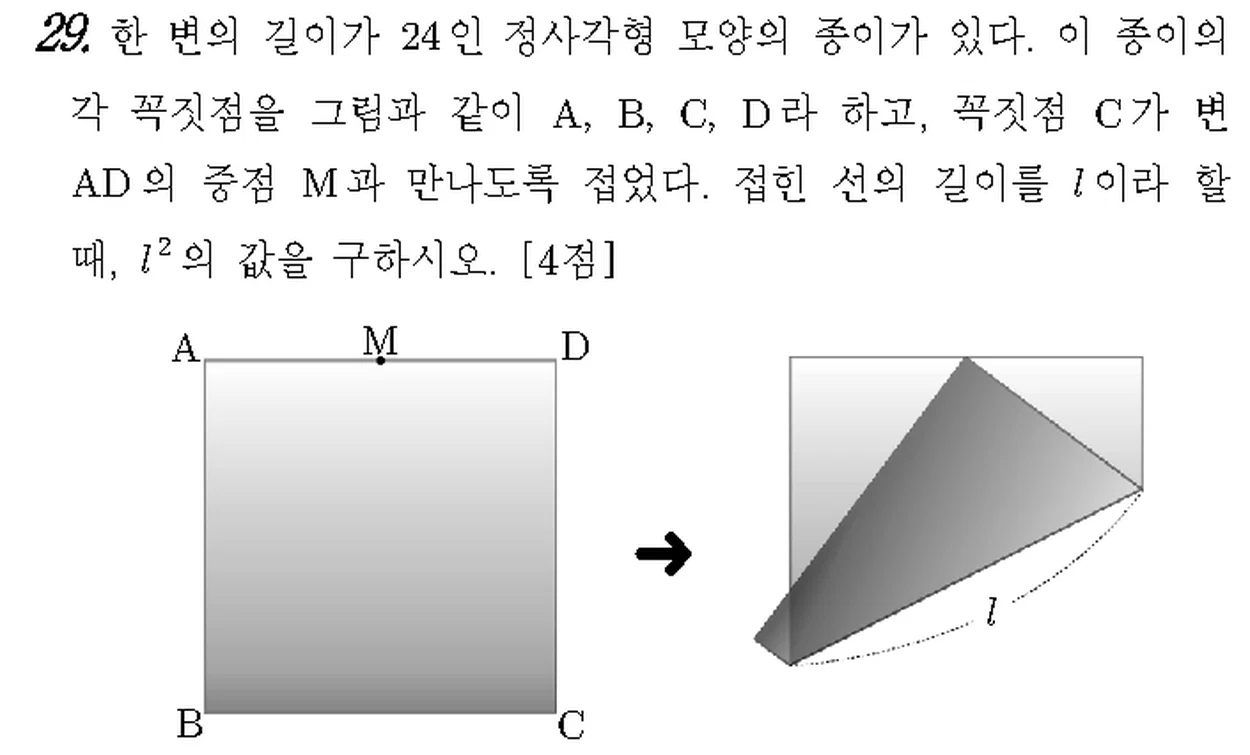 29. 한 변의 길이가 24인 정사각형 모양의 종이가 있다. 이 종이의
각 꼭짓점을 그림과 같이 A, B, C, D라 하고, 꼭짓점 C가 변
AD의 중점 M과 만나도록 접었다. 접힌 선의 길이를 l이라 할
때, l²의 값을 구하시오. [4점]
A M D
B C
l